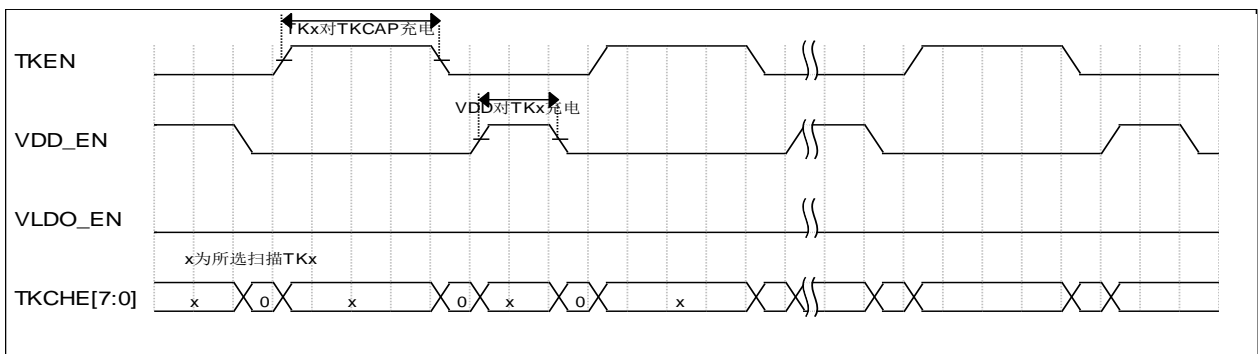 TKx对TKCAP充电
TKEN
VDD对TKx充电
VDD_EN
VLDO_EN
x为所选扫描TKx
TKCHE[7:0]
x 0 x 0 x 0 x